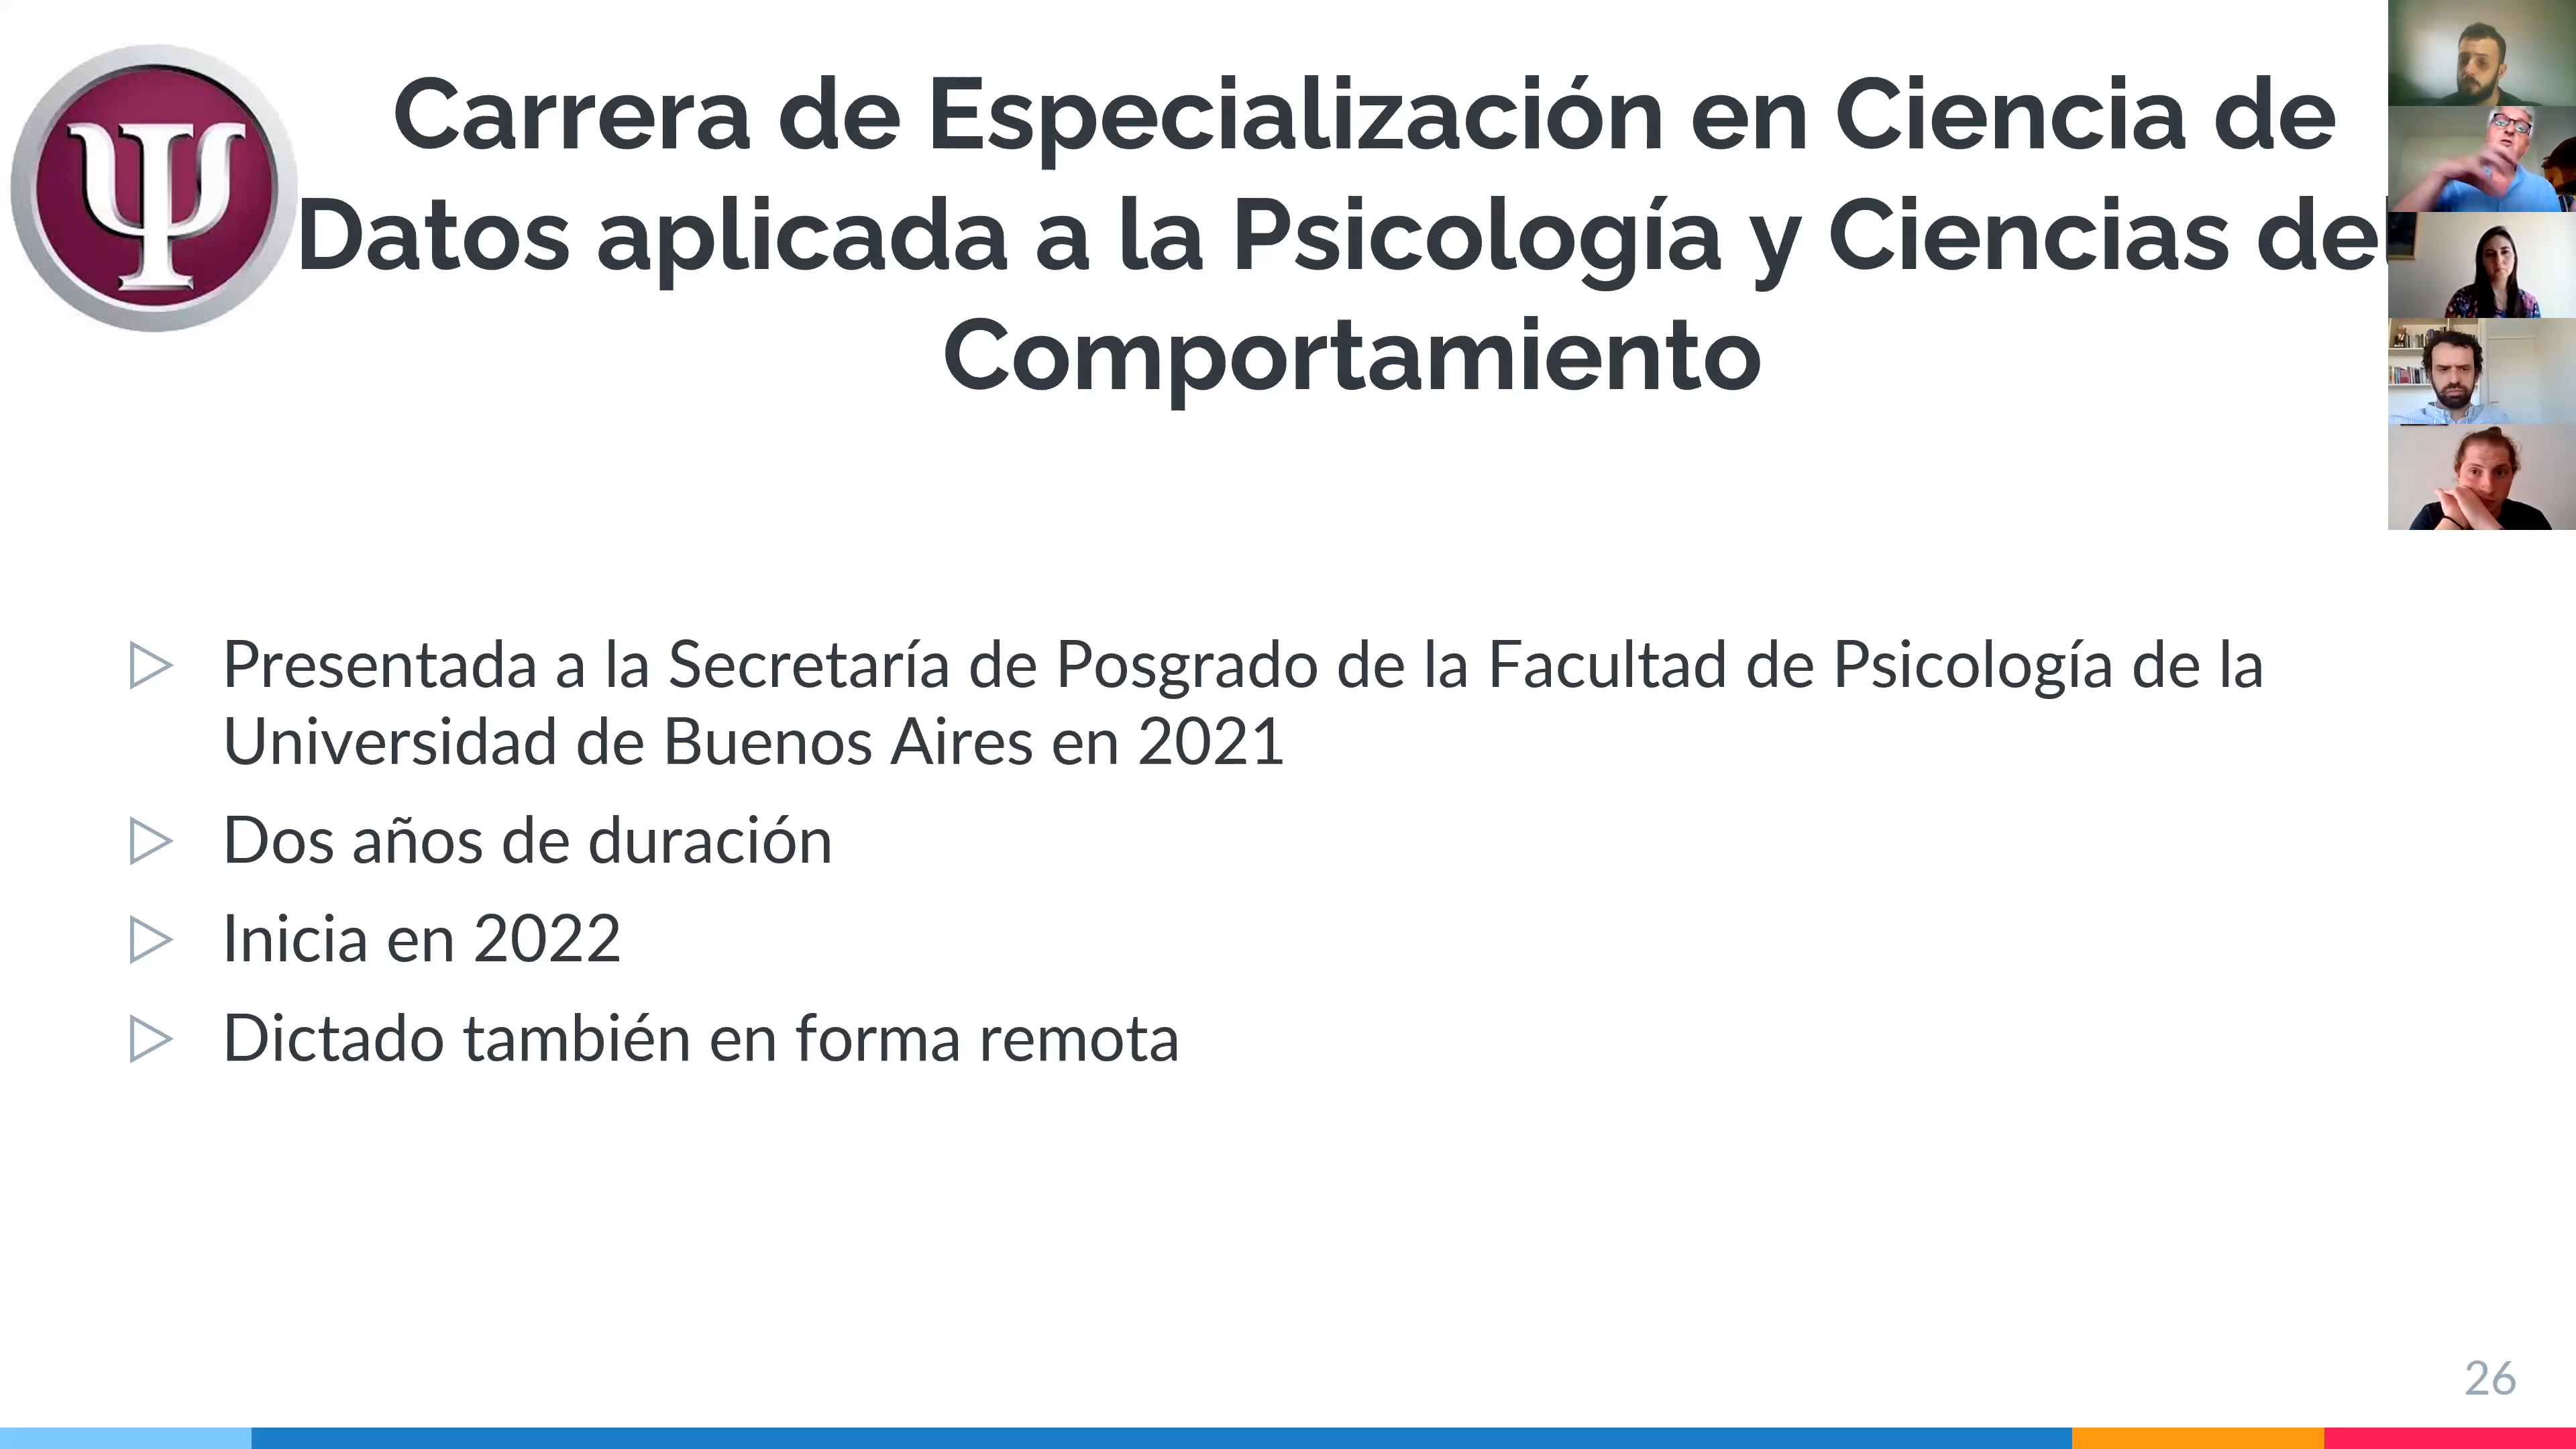 Ψ
Carrera de Especialización en Ciencia de
Datos aplicada a la Psicología y Ciencias del
Comportamiento
▷ Presentada a la Secretaría de Posgrado de la Facultad de Psicología de la
Universidad de Buenos Aires en 2021
▷ Dos años de duración
▷ Inicia en 2022
▷ Dictado también en forma remota
26